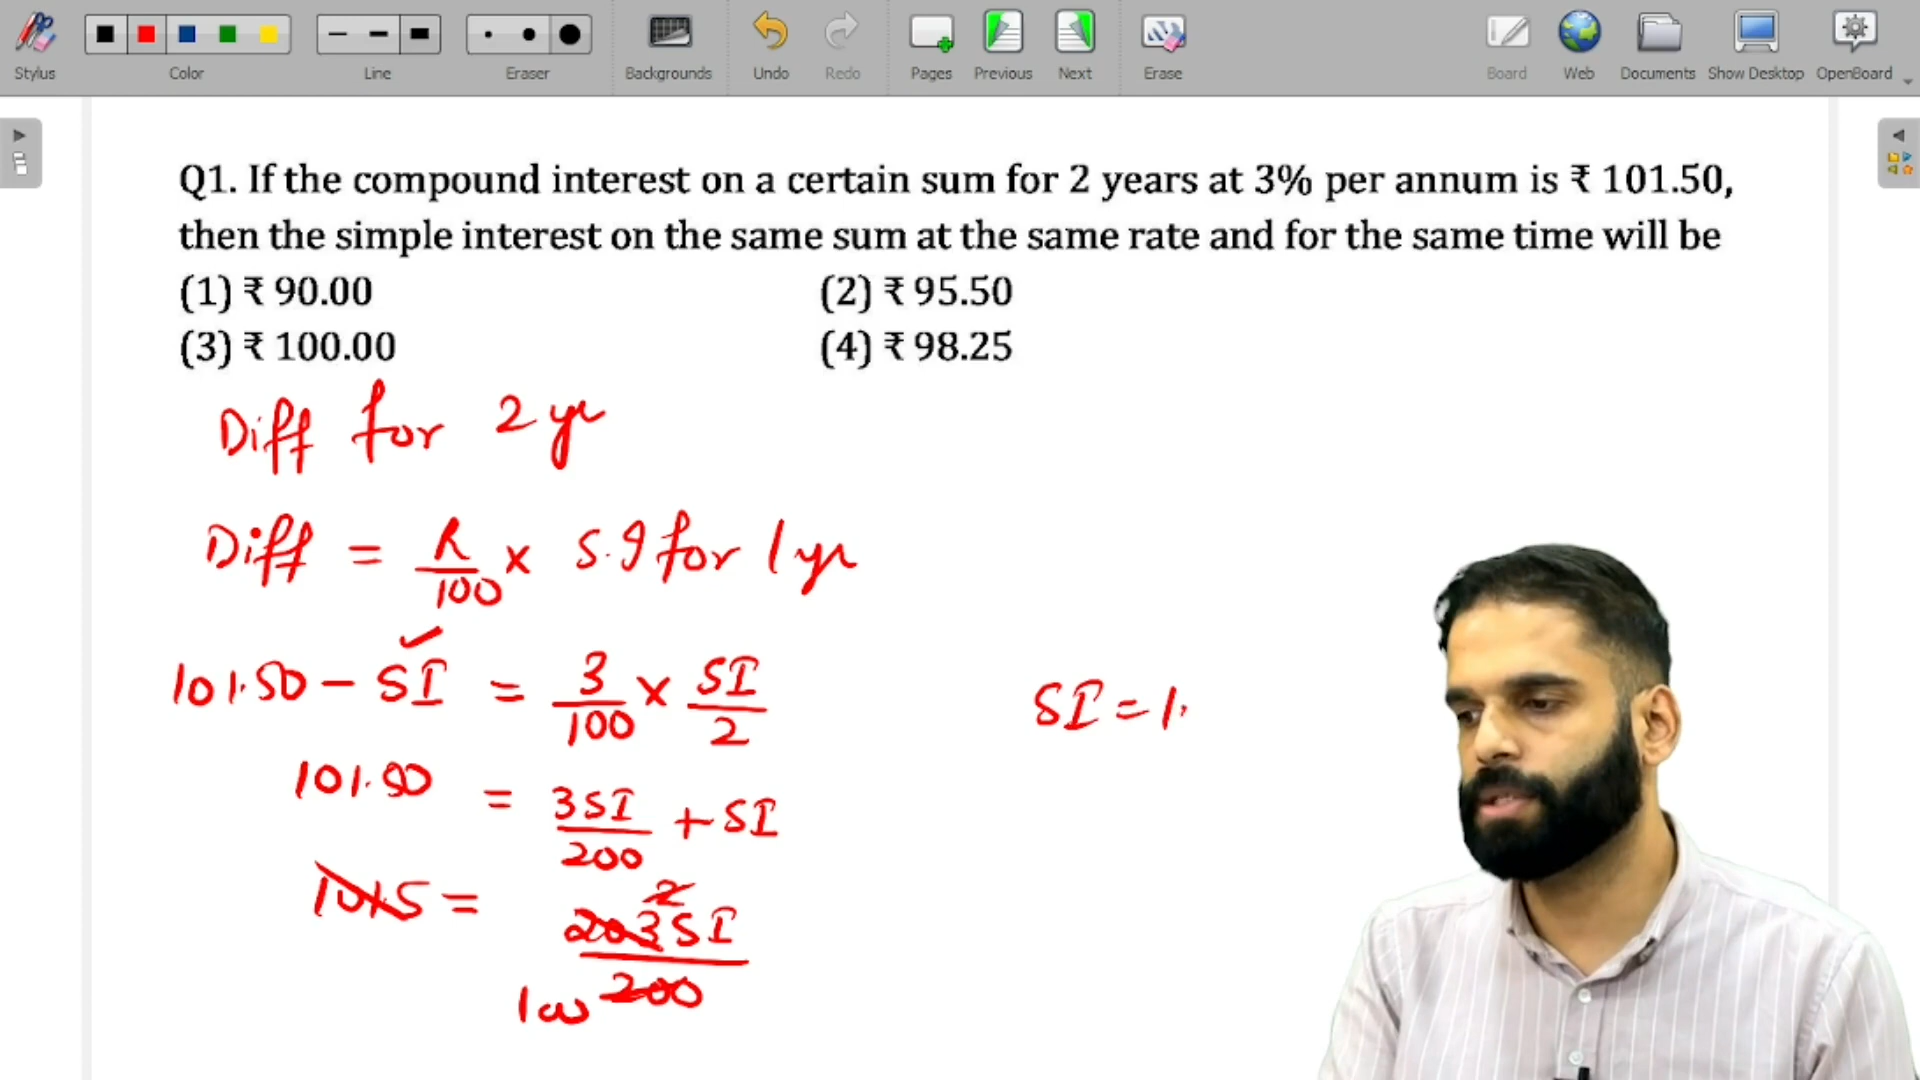 Stylus
Color
Line
Eraser
Backgrounds
Undo
Redo
Pages
Previous
Next
Erase
Board
Web
Documents
Show Desktop
OpenBoard
Q1. If the compound interest on a certain sum for 2 years at 3% per annum is ₹ 101.50,
then the simple interest on the same sum at the same rate and for the same time will be
(1) ₹ 90.00
(2) ₹ 95.50
(3) ₹ 100.00
(4) ₹ 98.25
Diff for 2 yr
Diff = R/100 × S.I for 1 yr
101.50 - SI = 3/100 × SI/2
SI = 1.
101.50 = 3SI/200 + SI
2
101.5 = 203SI/200
100